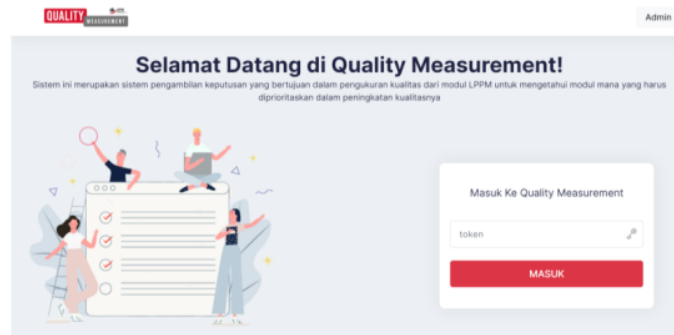 QUALITY
MEASUREMENT
Admin
Selamat Datang di Quality Measurement!
Sistem ini merupakan sistem pengambilan keputusan yang bertujuan dalam pengukuran kualitas dari modul LPPM untuk mengetahui modul mana yang harus
diprioritaskan dalam peningkatan kualitasnya
Masuk Ke Quality Measurement
token
MASUK